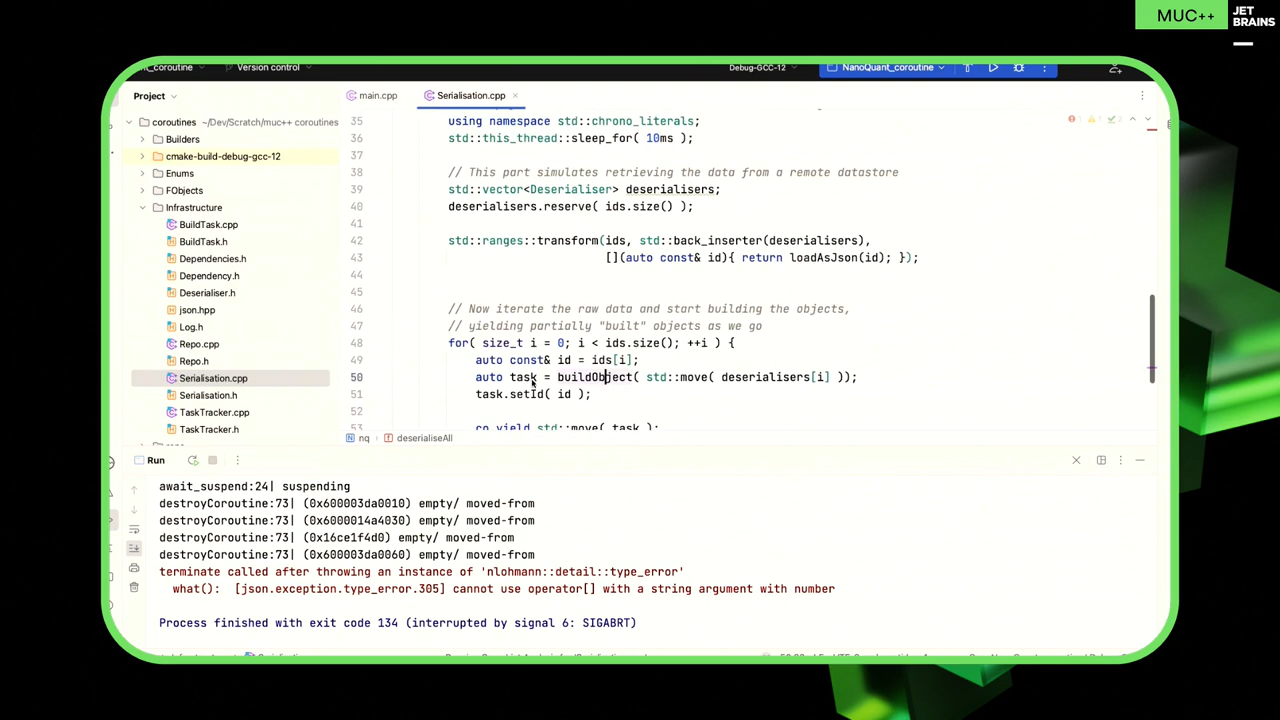 MUC++
JET
BRAINS
nt_coroutine
Version control
Debug-GCC-12
NanoQuant_coroutine
Project
main.cpp
Serialisation.cpp
coroutines ~/Dev/Scratch/muc++ coroutines
Builders
cmake-build-debug-gcc-12
Enums
FObjects
Infrastructure
BuildTask.cpp
BuildTask.h
Dependencies.h
Dependency.h
Deserialiser.h
json.hpp
Log.h
Repo.cpp
Repo.h
Serialisation.cpp
Serialisation.h
TaskTracker.cpp
TaskTracker.h
35 using namespace std::chrono_literals;
36 std::this_thread::sleep_for( 10ms );
37
38 // This part simulates retrieving the data from a remote datastore
39 std::vector<Deserialiser> deserialisers;
40 deserialisers.reserve( ids.size() );
41
42 std::ranges::transform(ids, std::back_inserter(deserialisers),
43 [](auto const& id){ return loadAsJson(id); });
44
45
46 // Now iterate the raw data and start building the objects,
47 // yielding partially "built" objects as we go
48 for( size_t i = 0; i < ids.size(); ++i ) {
49 auto const& id = ids[i];
50 auto task = buildObject( std::move( deserialisers[i] ));
51 task.setId( id );
52
53 co_yield std::move( task );
nq
deserialiseAll
Run
await_suspend:24| suspending
destroyCoroutine:73| (0x600003da0010) empty/ moved-from
destroyCoroutine:73| (0x6000014a4030) empty/ moved-from
destroyCoroutine:73| (0x16ce1f4d0) empty/ moved-from
destroyCoroutine:73| (0x600003da0060) empty/ moved-from
terminate called after throwing an instance of 'nlohmann::detail::type_error'
what(): [json.exception.type_error.305] cannot use operator[] with a string argument with number
Process finished with exit code 134 (interrupted by signal 6: SIGABRT)